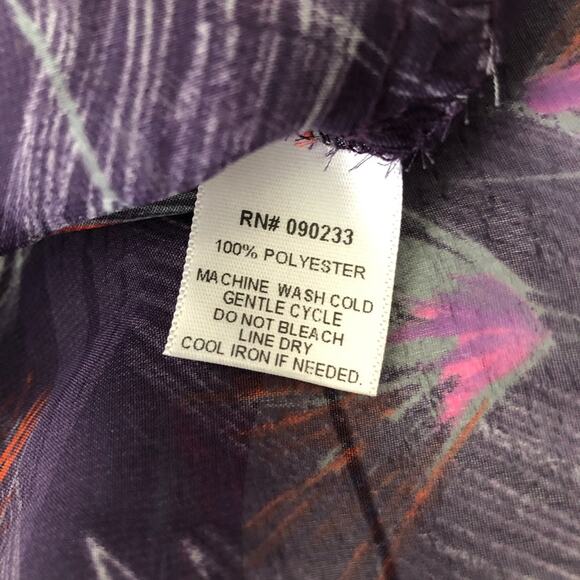 RN# 090233
100% POLYESTER
MACHINE WASH COLD
GENTLE CYCLE
DO NOT BLEACH
LINE DRY
COOL IRON IF NEEDED.